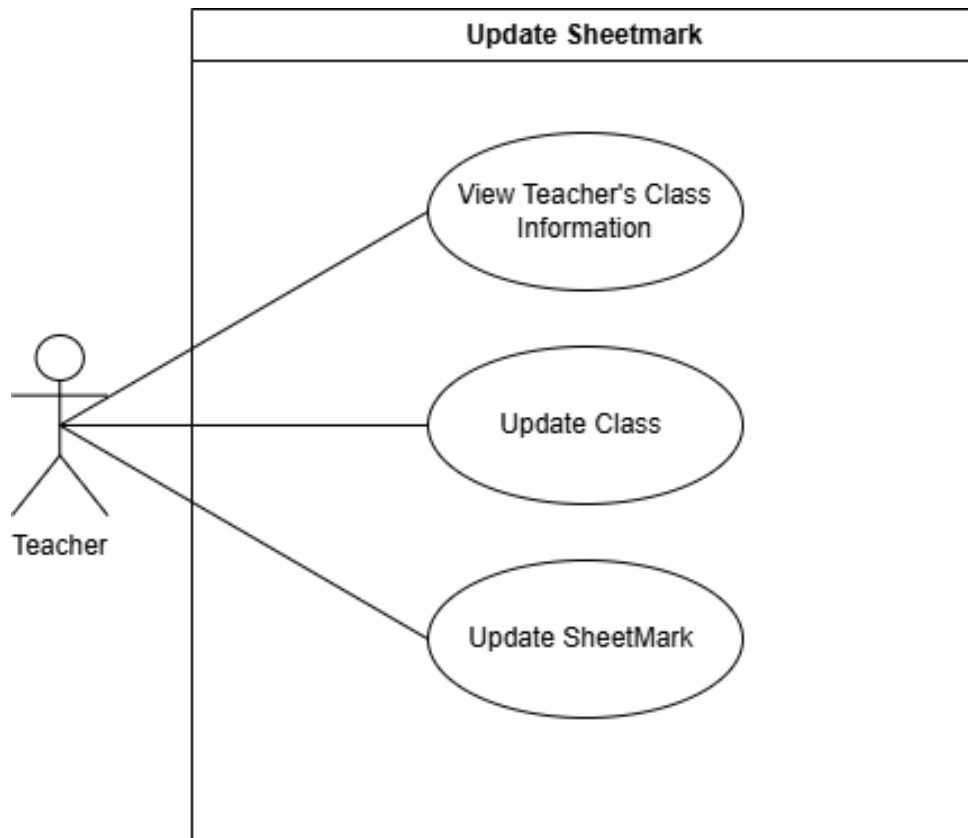 Update Sheetmark
View Teacher's Class
Information
Update Class
Teacher
Update SheetMark